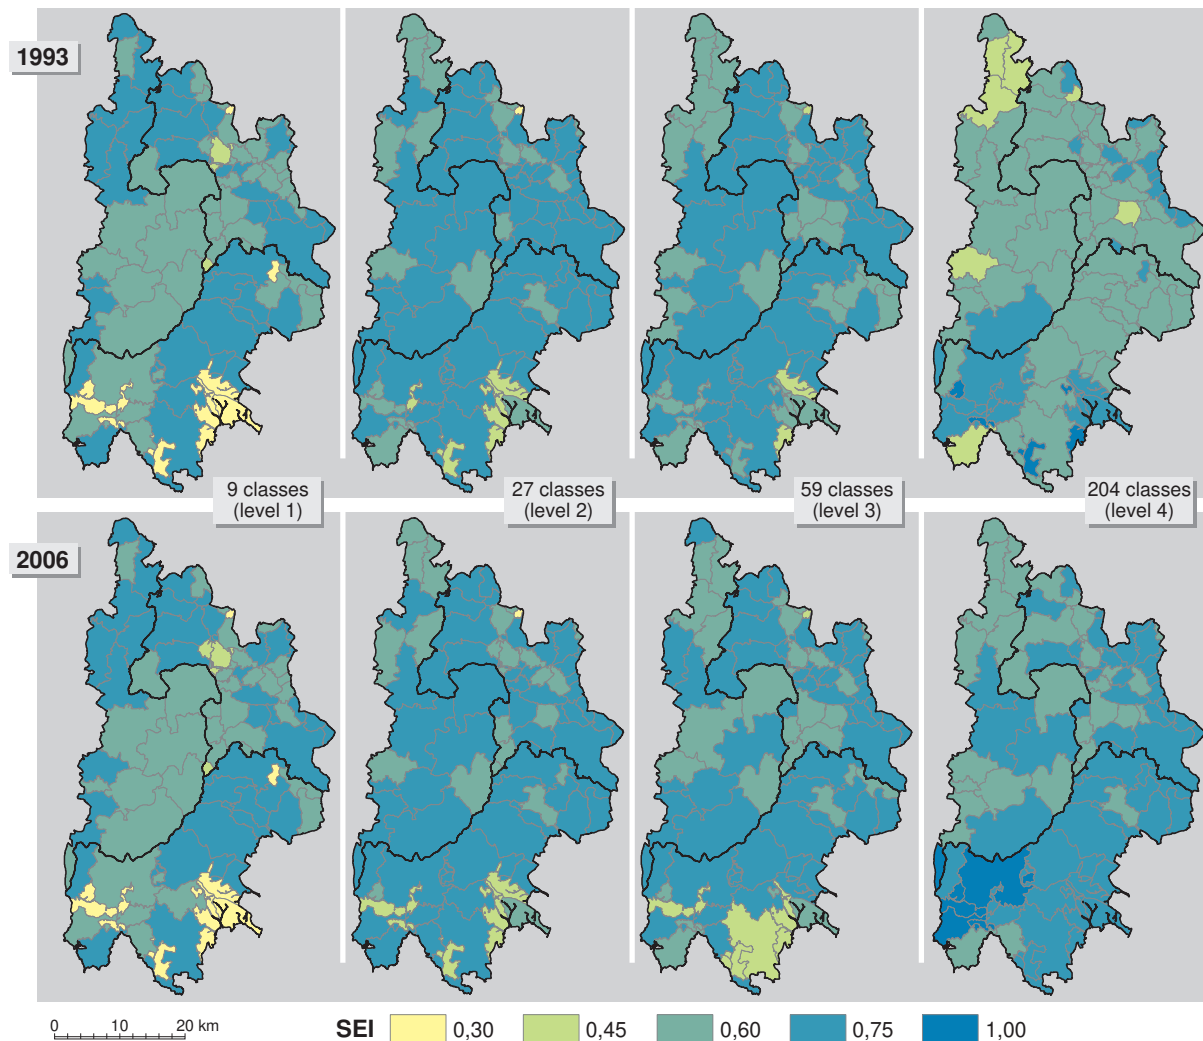 1993
9 classes
(level 1)
27 classes
(level 2)
59 classes
(level 3)
204 classes
(level 4)
2006
0 10 20 km
SEI 0,30 0,45 0,60 0,75 1,00